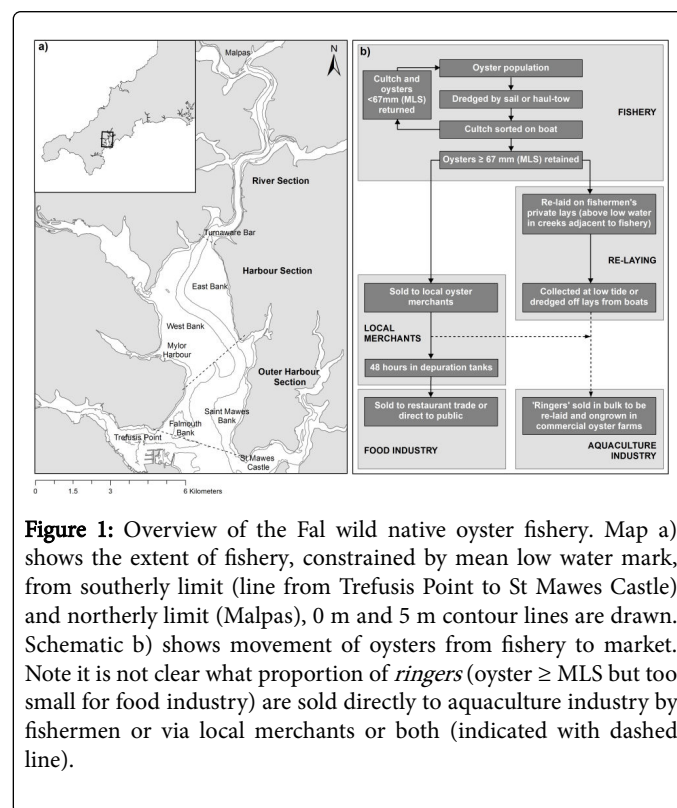 a)
Malpas
N
River Section
Turnaware Bar
Harbour Section
East Bank
West Bank
Mylor
Harbour
Outer Harbour
Section
Saint Mawes
Bank
Falmouth
Bank
Trefusis Point
St Mawes
Castle
0 1.5 3 6 Kilometers
b)
Oyster population
Cultch and
oysters
<67mm (MLS)
returned
Dredged by sail or haul-tow
FISHERY
Cultch sorted on boat
Oysters ≥ 67 mm (MLS) retained
Re-laid on fishermen's
private lays (above low water
in creeks adjacent to fishery)
RE-LAYING
Sold to local oyster
merchants
Collected at low tide or
dredged off lays from boats
LOCAL
MERCHANTS
48 hours in depuration tanks
Sold to restaurant trade or
direct to public
FOOD INDUSTRY
'Ringers' sold in bulk to be
re-laid and ongrown in
commercial oyster farms
AQUACULTURE
INDUSTRY
Figure 1: Overview of the Fal wild native oyster fishery. Map a)
shows the extent of fishery, constrained by mean low water mark,
from southerly limit (line from Trefusis Point to St Mawes Castle)
and northerly limit (Malpas), 0 m and 5 m contour lines are drawn.
Schematic b) shows movement of oysters from fishery to market.
Note it is not clear what proportion of ringers (oyster ≥ MLS but too
small for food industry) are sold directly to aquaculture industry by
fishermen or via local merchants or both (indicated with dashed
line).